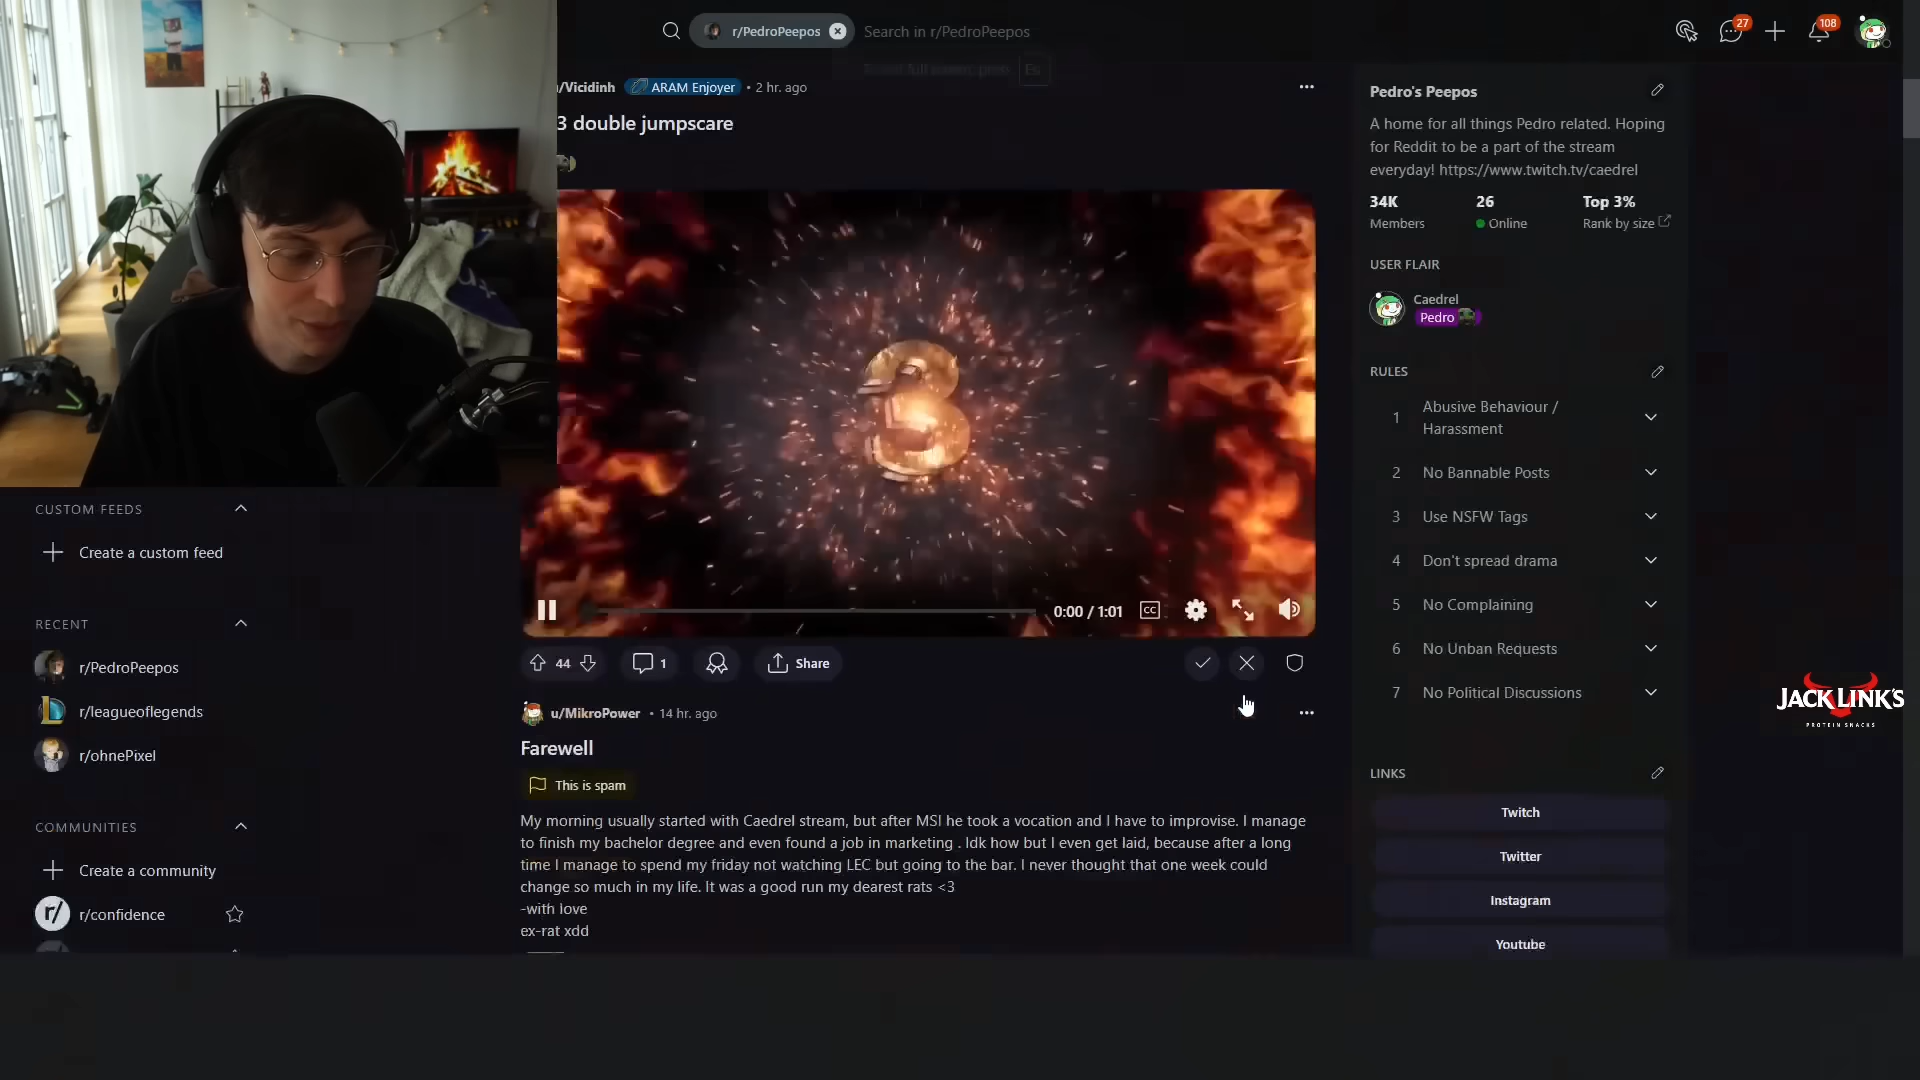 r/PedroPeepos
Search in r/PedroPeepos
27
108
/Vicidinh
ARAM Enjoyer
• 2 hr. ago
3 double jumpscare
3
0:00 / 1:01
CC
44
1
Share
u/MikroPower
• 14 hr. ago
Farewell
This is spam
My morning usually started with Caedrel stream, but after MSI he took a vocation and I have to improvise. I manage
to finish my bachelor degree and even found a job in marketing . Idk how but I even get laid, because after a long
time I manage to spend my friday not watching LEC but going to the bar. I never thought that one week could
change so much in my life. It was a good run my dearest rats <3
-with love
ex-rat xdd
CUSTOM FEEDS
Create a custom feed
RECENT
r/PedroPeepos
r/leagueoflegends
r/ohnePixel
COMMUNITIES
Create a community
r/
r/confidence
Pedro's Peepos
A home for all things Pedro related. Hoping
for Reddit to be a part of the stream
everyday! https://www.twitch.tv/caedrel
34K
26
Top 3%
Members
Online
Rank by size
USER FLAIR
Caedrel
Pedro
RULES
1
Abusive Behaviour /
Harassment
2
No Bannable Posts
3
Use NSFW Tags
4
Don't spread drama
5
No Complaining
6
No Unban Requests
7
No Political Discussions
LINKS
Twitch
Twitter
Instagram
Youtube
JACK LINK'S
PROTEIN SNACKS